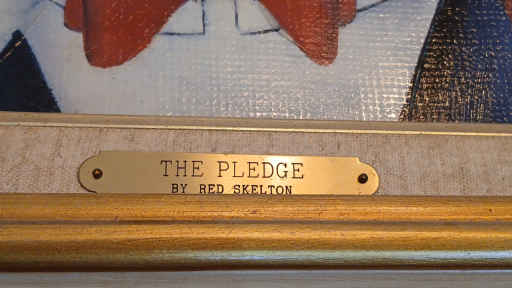 THE PLEDGE
BY RED SKELTON